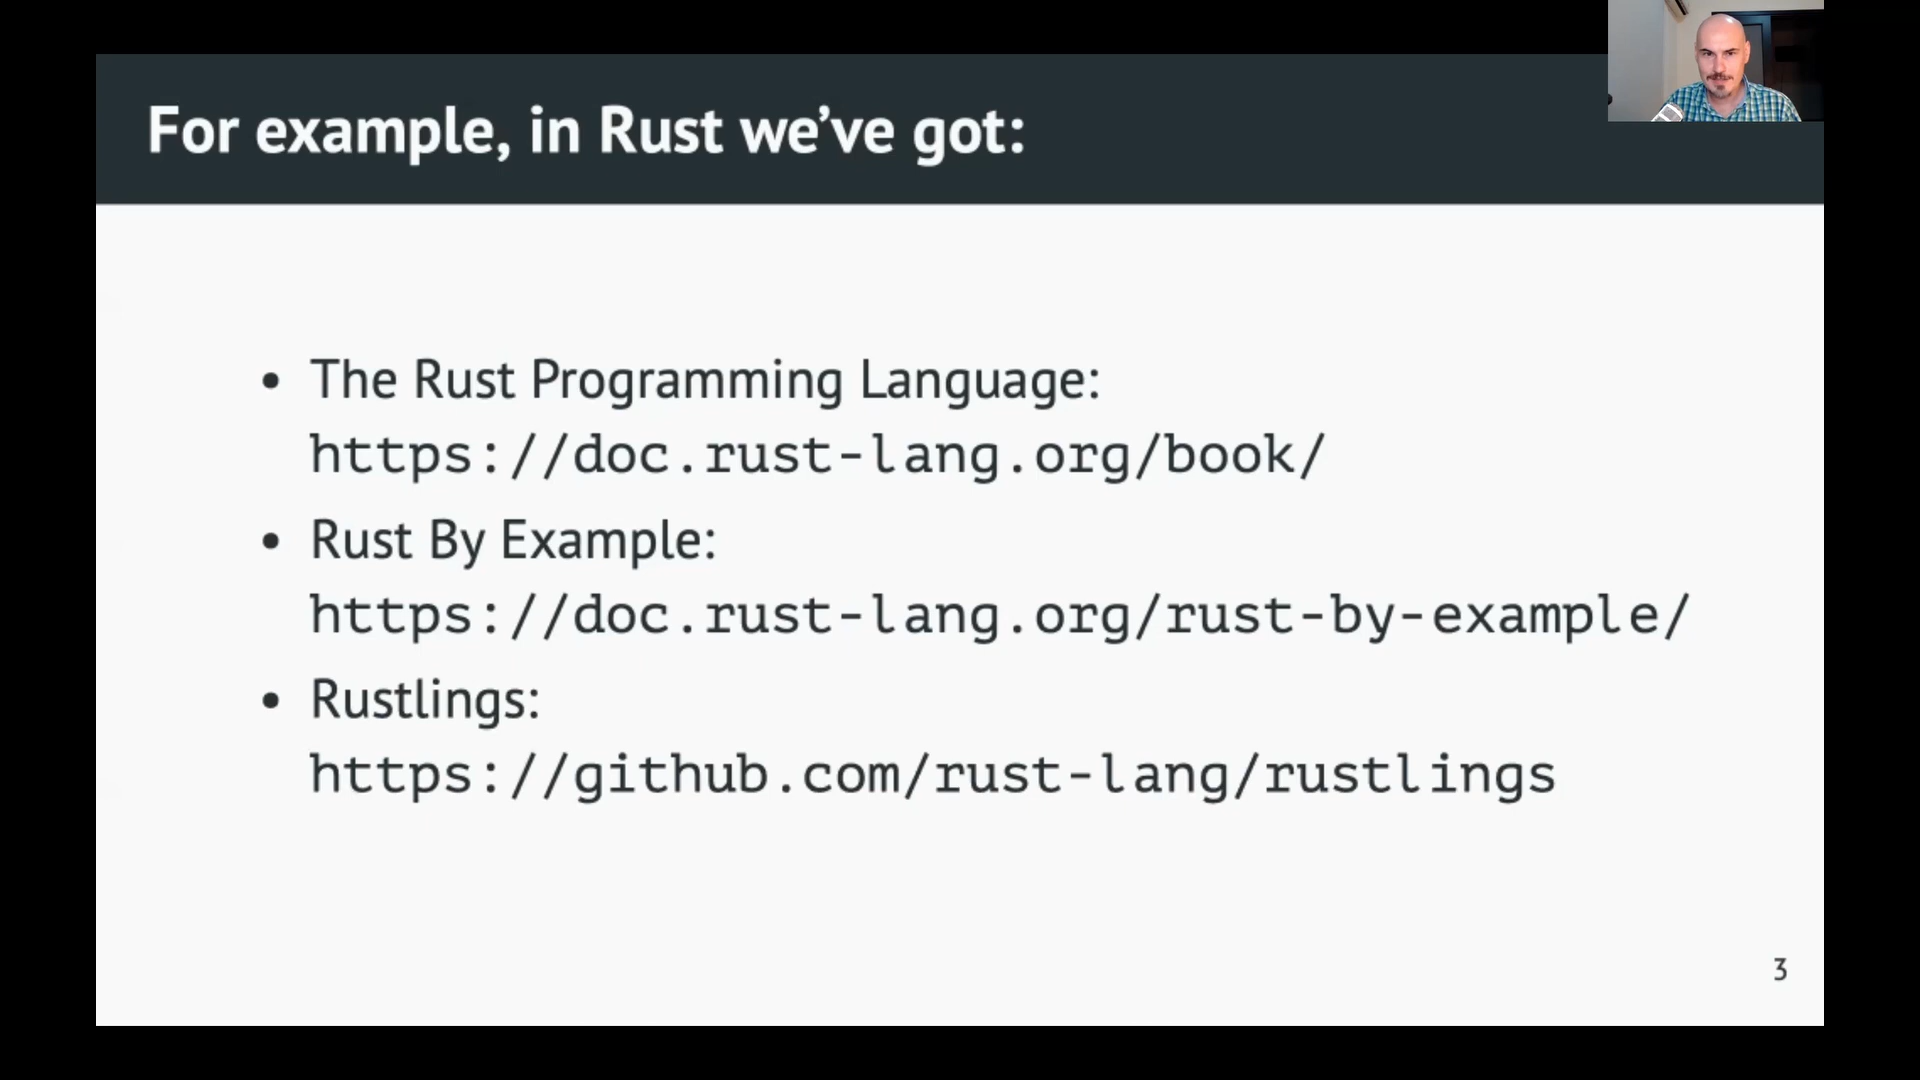 For example, in Rust we’ve got:
• The Rust Programming Language:
https://doc.rust-lang.org/book/
• Rust By Example:
https://doc.rust-lang.org/rust-by-example/
• Rustlings:
https://github.com/rust-lang/rustlings
3